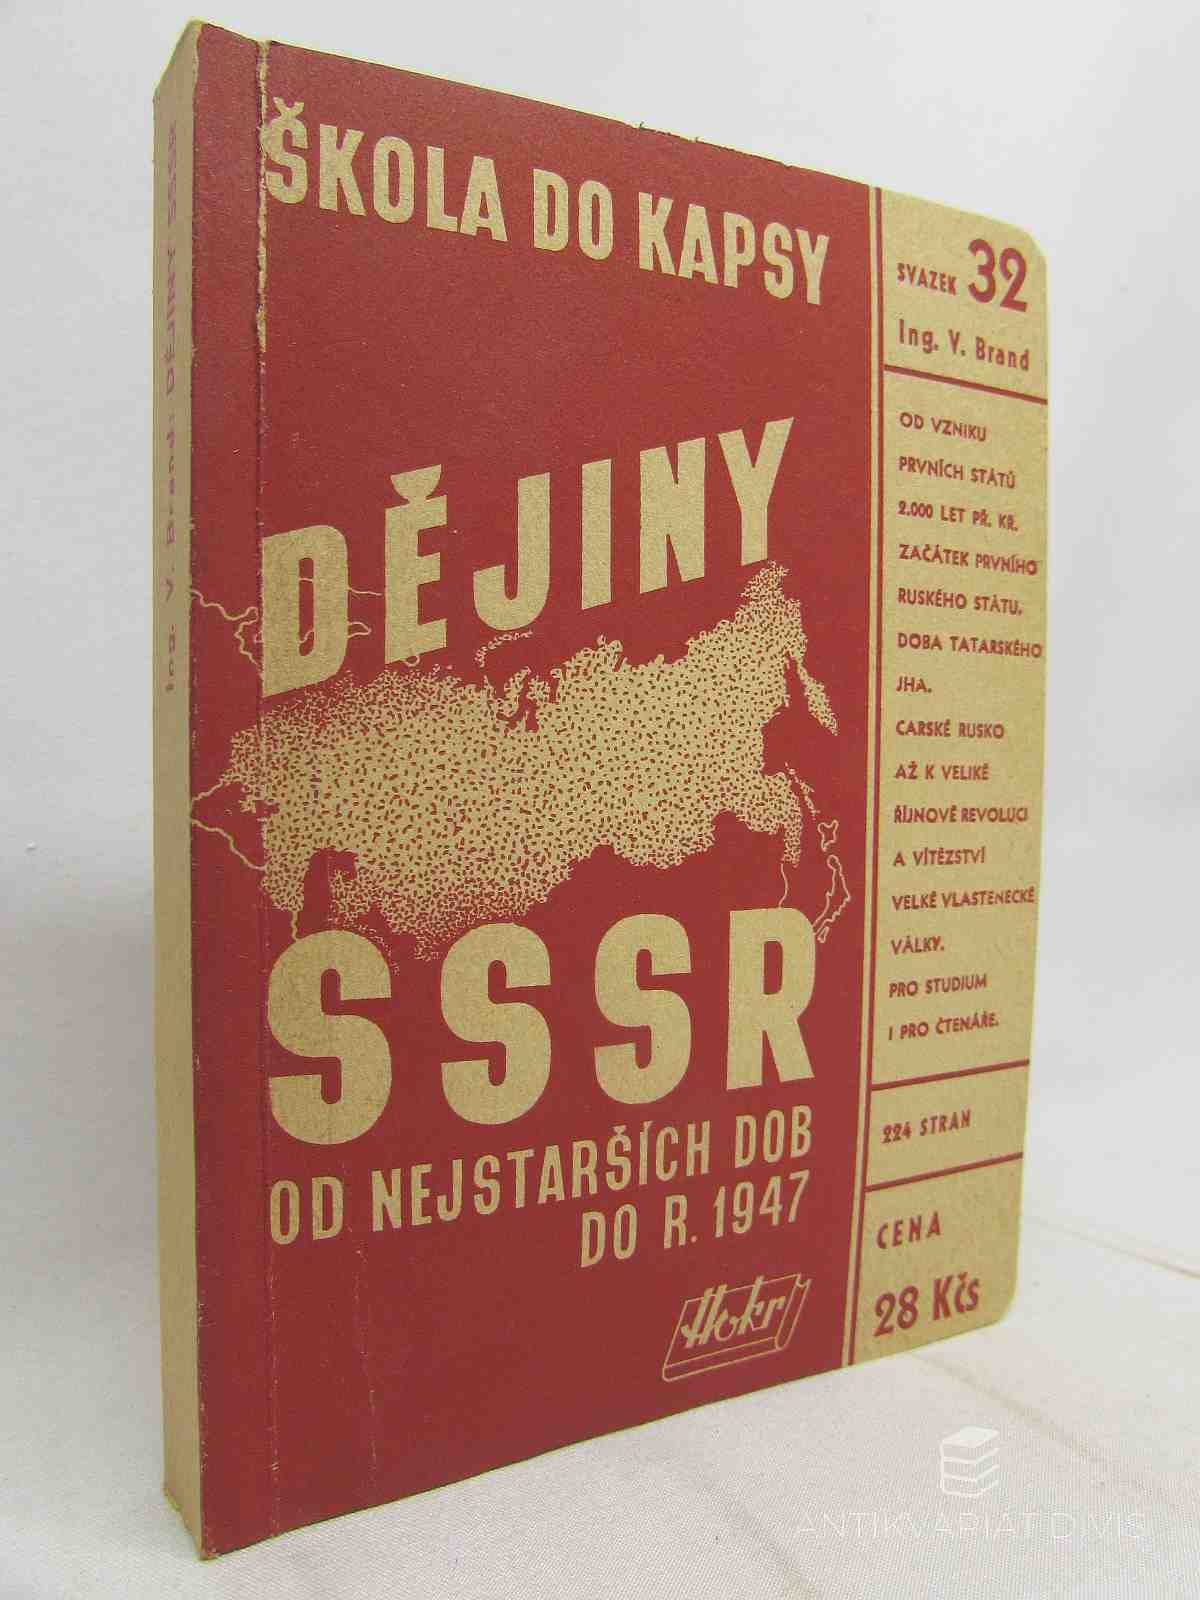 ŠKOLA DO KAPSY
DĚJINY
SSSR
OD NEJSTARŠÍCH DOB
DO R. 1947
Hokr
SVAZEK 32
Ing. V. Brand
OD VZNIKU
PRVNÍCH STÁTŮ
2.000 LET PŘ. KR.
ZAČÁTEK PRVNÍHO
RUSKÉHO STÁTU.
DOBA TATARSKÉHO
JHA.
CARSKÉ RUSKO
AŽ K VELIKÉ
ŘÍJNOVÉ REVOLUCI
A VÍTĚZSTVÍ
VELKÉ VLASTENECKÉ
VÁLKY.
PRO STUDIUM
I PRO ČTENÁŘE.
224 STRAN
CENA
28 Kčs
Ing. V. Brand: DĚJINY SSSR
ANTIKVARIÁT DIVIŠ